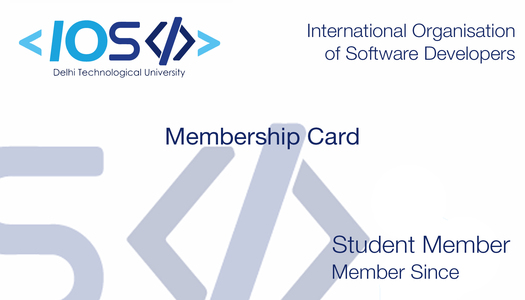 <IOS</>
Delhi Technological University
International Organisation
of Software Developers
Membership Card
Student Member
Member Since